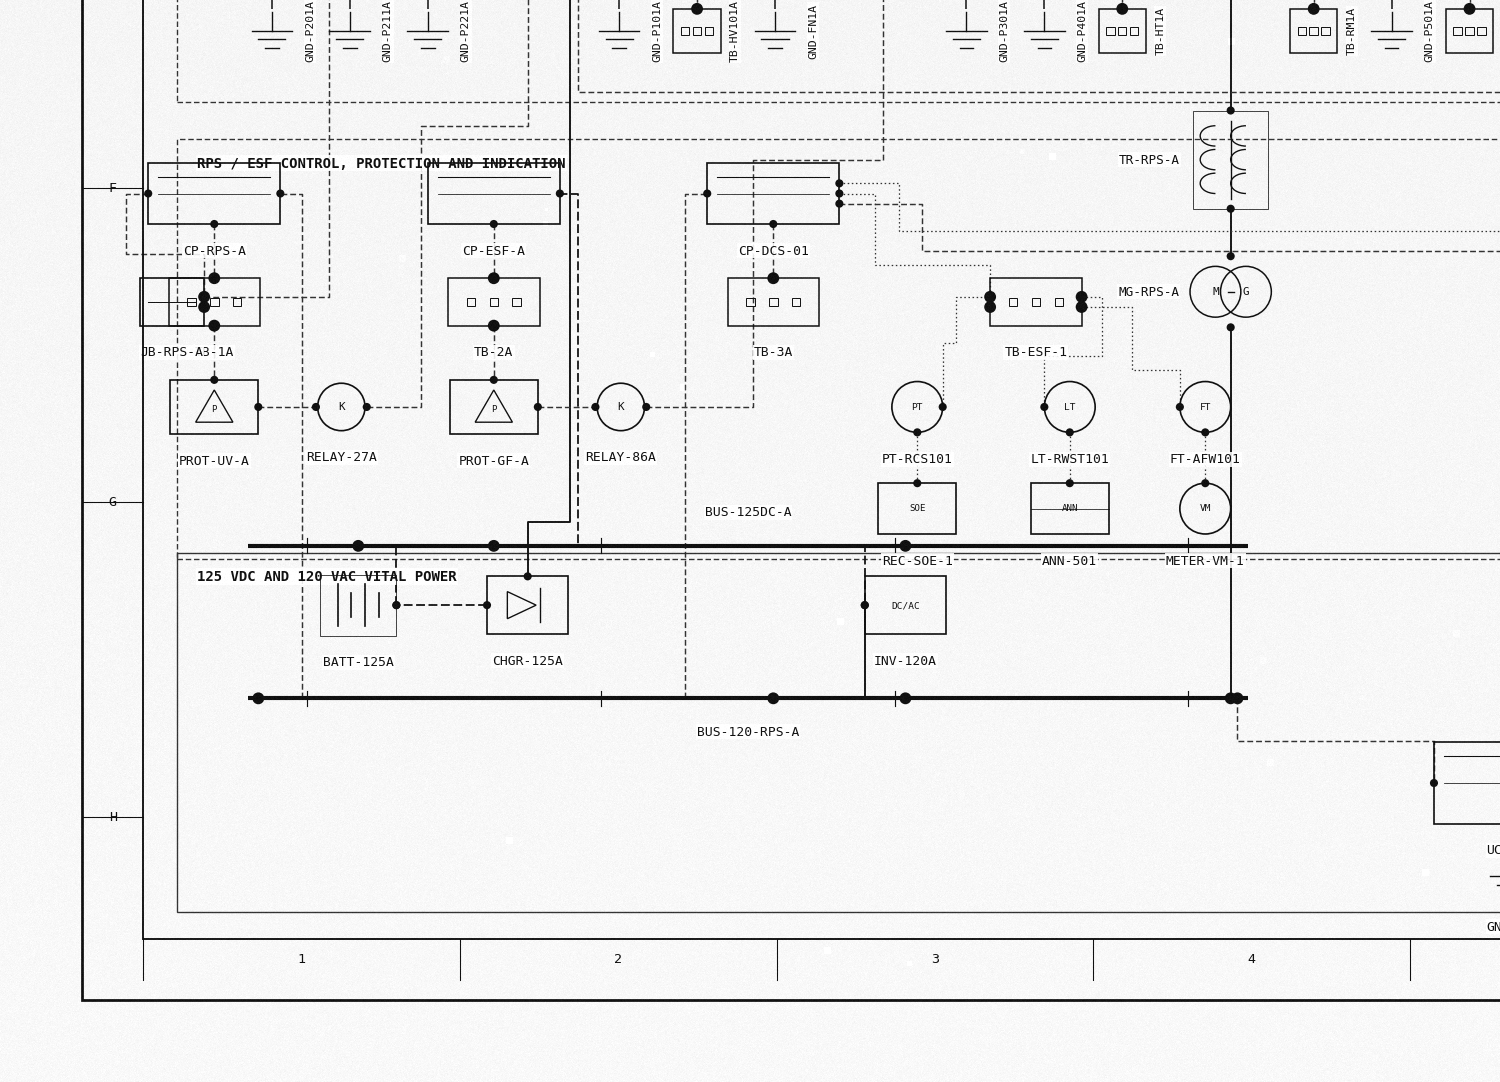 GND-P201A
GND-P211A
GND-P221A
GND-P101A
TB-HV101A
GND-FN1A
GND-P301A
GND-P401A
TB-HT1A
TB-RM1A
GND-P501A
RPS / ESF CONTROL, PROTECTION AND INDICATION
TR-RPS-A
F
CP-RPS-A
CP-ESF-A
CP-DCS-01
MG-RPS-A
M
G
JB-RPS-A
B-1A
TB-2A
TB-3A
TB-ESF-1
P
K
P
K
PT
LT
FT
PROT-UV-A
RELAY-27A
PROT-GF-A
RELAY-86A
PT-RCS101
LT-RWST101
FT-AFW101
G
BUS-125DC-A
SOE
ANN
VM
REC-SOE-1
ANN-501
METER-VM-1
125 VDC AND 120 VAC VITAL POWER
DC/AC
BATT-125A
CHGR-125A
INV-120A
BUS-120-RPS-A
H
UC
GN
1
2
3
4